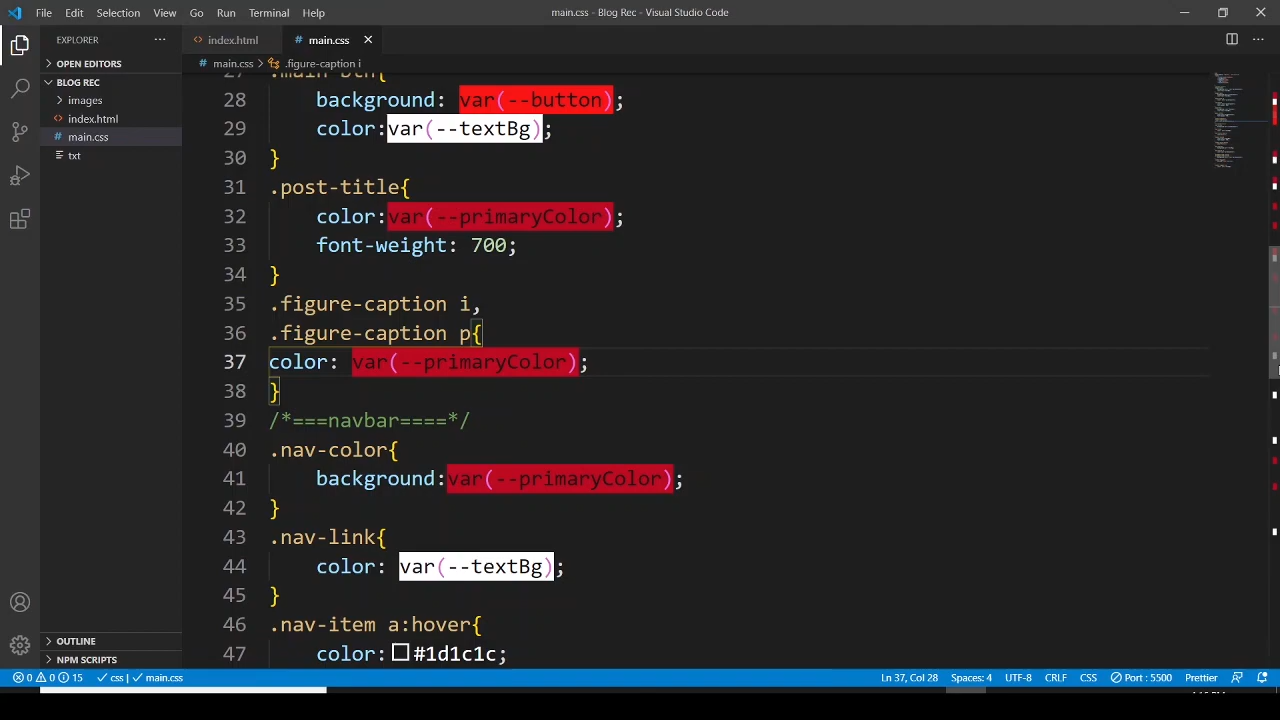 File Edit Selection View Go Run Terminal Help
main.css - Blog Rec - Visual Studio Code
EXPLORER
index.html
main.css
OPEN EDITORS
main.css > .figure-caption i
BLOG REC
images
index.html
main.css
txt
28 background: var(--button);
29 color:var(--textBg);
30 }
31 .post-title{
32 color:var(--primaryColor);
33 font-weight: 700;
34 }
35 .figure-caption i,
36 .figure-caption p{
37 color: var(--primaryColor);
38 }
39 /*===navbar====*/
40 .nav-color{
41 background:var(--primaryColor);
42 }
43 .nav-link{
44 color: var(--textBg);
45 }
46 .nav-item a:hover{
47 color:#1d1c1c;
OUTLINE
NPM SCRIPTS
0 0 15 css | main.css
Ln 37, Col 28 Spaces: 4 UTF-8 CRLF CSS Port : 5500 Prettier